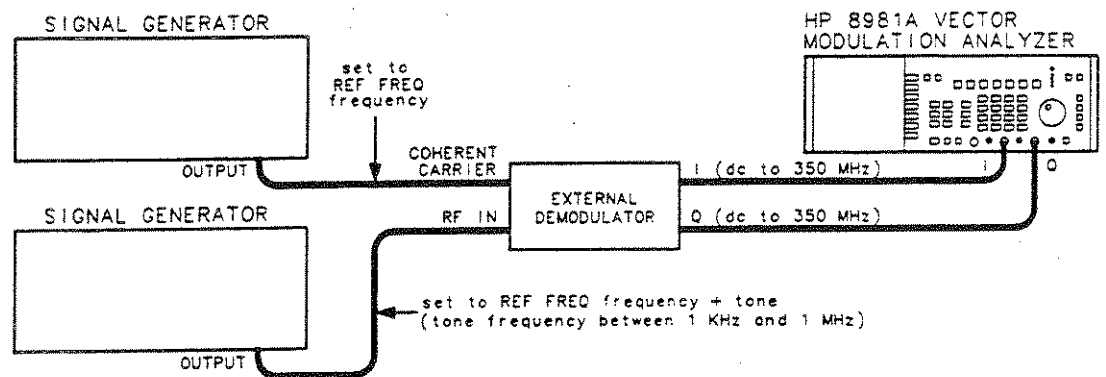 SIGNAL GENERATOR
HP 8981A VECTOR
MODULATION ANALYZER
set to
REF FREQ
frequency
OUTPUT
COHERENT
CARRIER
I (dc to 350 MHz)
I
Q
EXTERNAL
DEMODULATOR
SIGNAL GENERATOR
RF IN
Q (dc to 350 MHz)
set to REF FREQ frequency + tone
(tone frequency between 1 KHz and 1 MHz)
OUTPUT